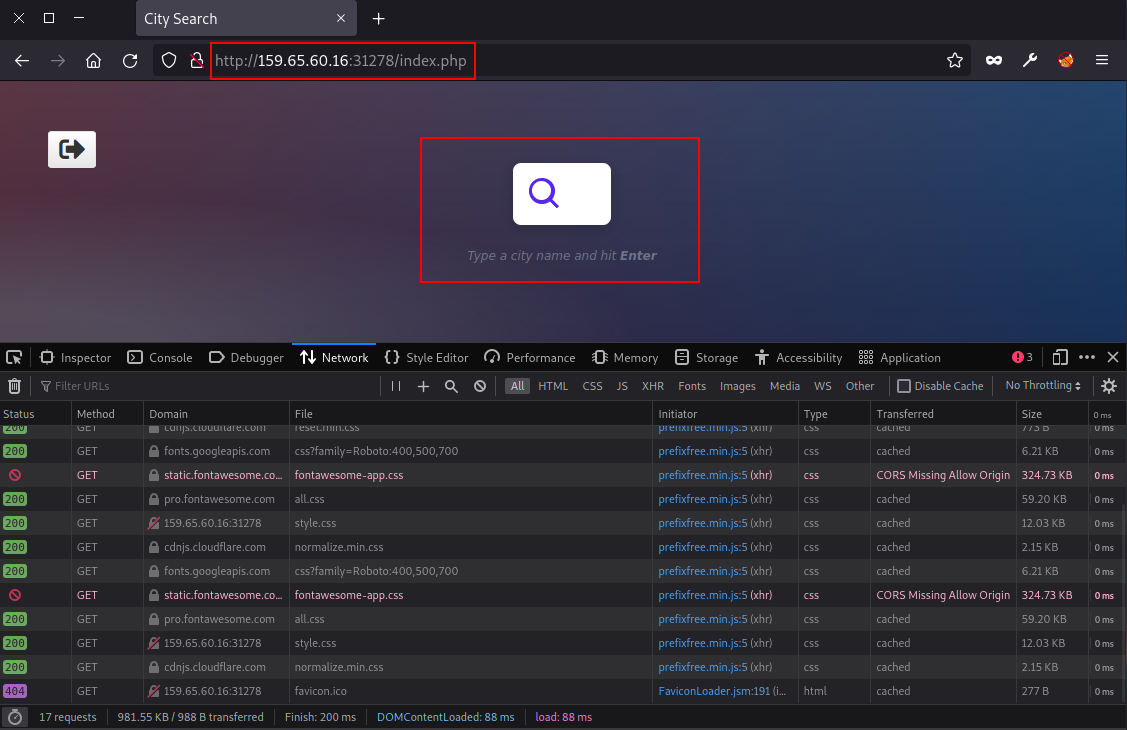 City Search
http://159.65.60.16:31278/index.php
Type a city name and hit Enter
Inspector Console Debugger Network Style Editor Performance Memory Storage Accessibility Application 3
Filter URLs All HTML CSS JS XHR Fonts Images Media WS Other Disable Cache No Throttling
Status Method Domain File Initiator Type Transferred Size 0 ms
200 GET cdnjs.cloudflare.com reset.min.css prefixfree.min.js:5 (xhr) css cached 773 B 0 ms
200 GET fonts.googleapis.com css?family=Roboto:400,500,700 prefixfree.min.js:5 (xhr) css cached 6.21 KB 0 ms
GET static.fontawesome.co... fontawesome-app.css prefixfree.min.js:5 (xhr) css CORS Missing Allow Origin 324.73 KB 0 ms
200 GET pro.fontawesome.com all.css prefixfree.min.js:5 (xhr) css cached 59.20 KB 0 ms
200 GET 159.65.60.16:31278 style.css prefixfree.min.js:5 (xhr) css cached 12.03 KB 0 ms
200 GET cdnjs.cloudflare.com normalize.min.css prefixfree.min.js:5 (xhr) css cached 2.15 KB 0 ms
200 GET fonts.googleapis.com css?family=Roboto:400,500,700 prefixfree.min.js:5 (xhr) css cached 6.21 KB 0 ms
GET static.fontawesome.co... fontawesome-app.css prefixfree.min.js:5 (xhr) css CORS Missing Allow Origin 324.73 KB 0 ms
200 GET pro.fontawesome.com all.css prefixfree.min.js:5 (xhr) css cached 59.20 KB 0 ms
200 GET 159.65.60.16:31278 style.css prefixfree.min.js:5 (xhr) css cached 12.03 KB 0 ms
200 GET cdnjs.cloudflare.com normalize.min.css prefixfree.min.js:5 (xhr) css cached 2.15 KB 0 ms
404 GET 159.65.60.16:31278 favicon.ico FaviconLoader.jsm:191 (i... html cached 277 B 0 ms
17 requests 981.55 KB / 988 B transferred Finish: 200 ms DOMContentLoaded: 88 ms load: 88 ms